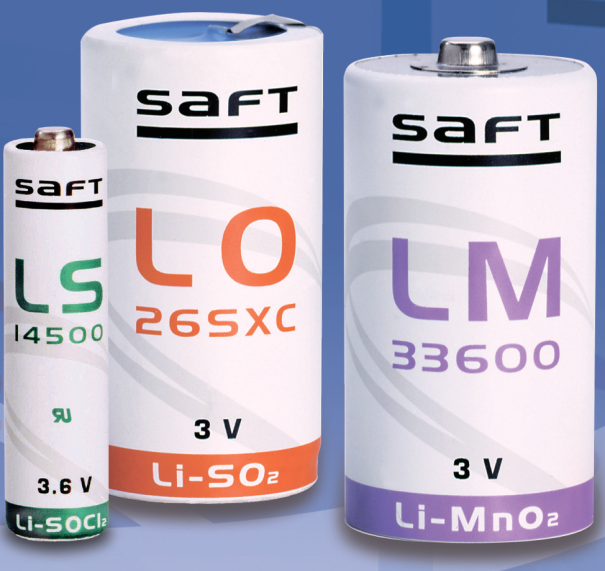 SAFT
LS
14500
UR
3.6 V
Li-SOCl₂
SAFT
LO
26SXC
3 V
Li-SO₂
SAFT
LM
33600
3 V
Li-MnO₂